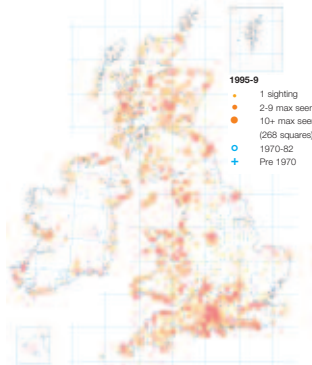 1995-9
1 sighting
2-9 max seen
10+ max seen
(268 squares)
1970-82
Pre 1970